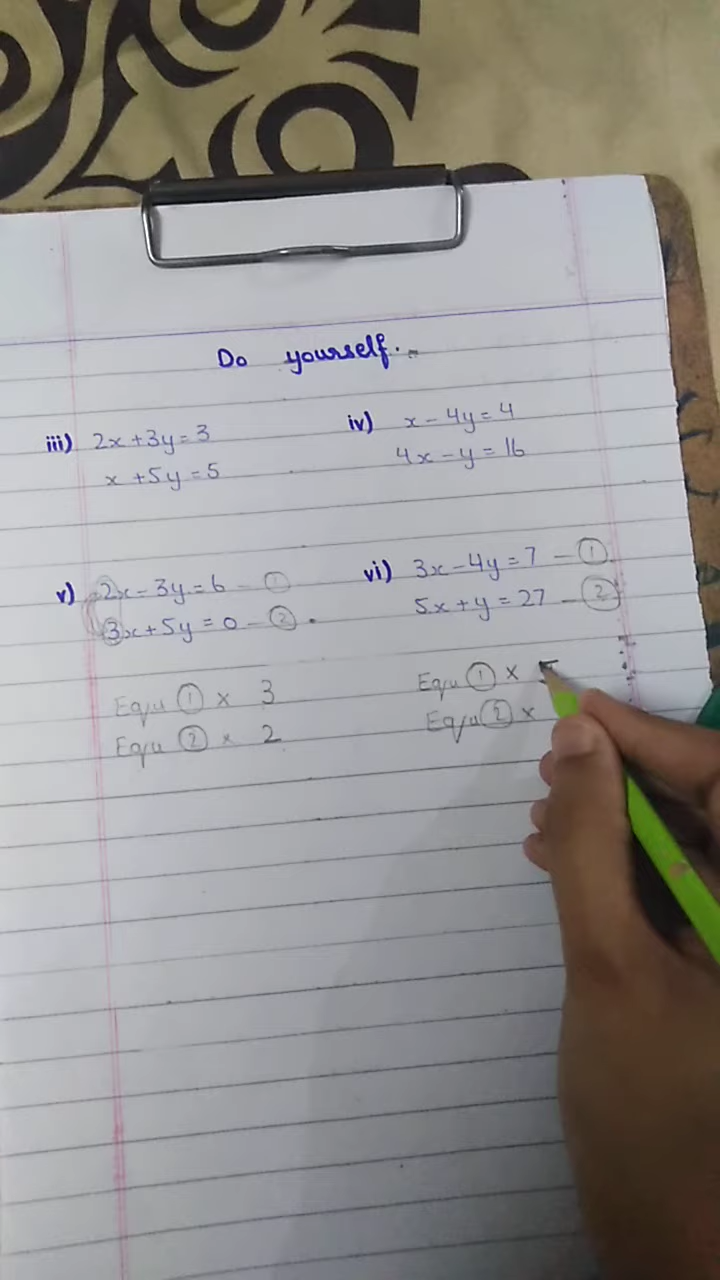 Do yourself.
iii) 2x+3y=3
x+5y=5
iv) x-4y=4
4x-y=16
v) 2x-3y=6 - ①
3x+5y=0 - ②
Equ ① × 3
Equ ② × 2
vi) 3x-4y=7 - ①
5x+y=27 - ②
Equ ① × 5
Equ ② ×